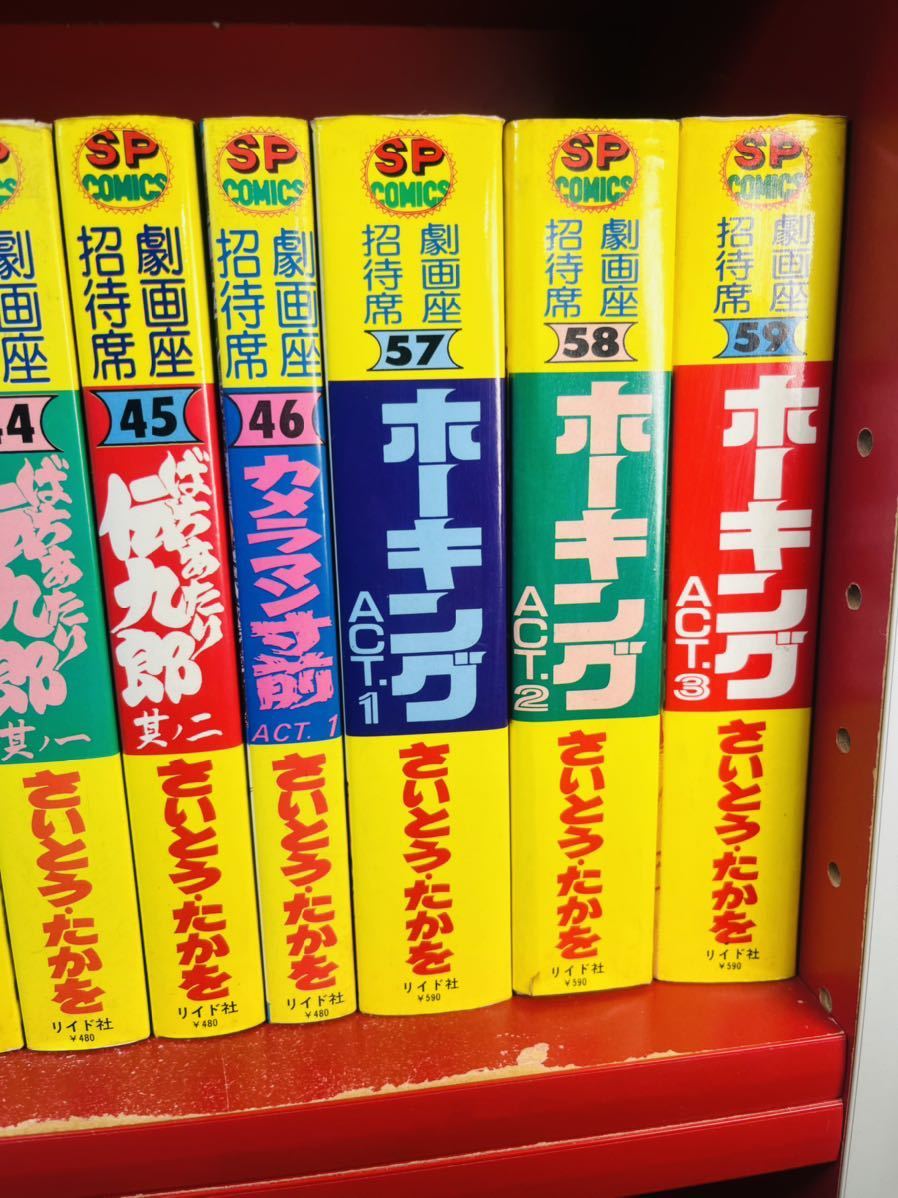 劇画座
招待席
44
ばちあたり
伝九郎
其ノ一
さいとう・たかを
リイド社
¥480
SP
COMICS
劇画座
招待席
45
ばちあたり
伝九郎
其ノ二
さいとう・たかを
リイド社
¥480
SP
COMICS
劇画座
招待席
46
カメラマン寸前
ACT. 1
さいとう・たかを
リイド社
¥480
SP
COMICS
劇画座
招待席
57
ホーキング
ACT. 1
さいとう・たかを
リイド社
¥590
SP
COMICS
劇画座
招待席
58
ホーキング
ACT. 2
さいとう・たかを
リイド社
¥590
SP
COMICS
劇画座
招待席
59
ホーキング
ACT. 3
さいとう・たかを
リイド社
¥590